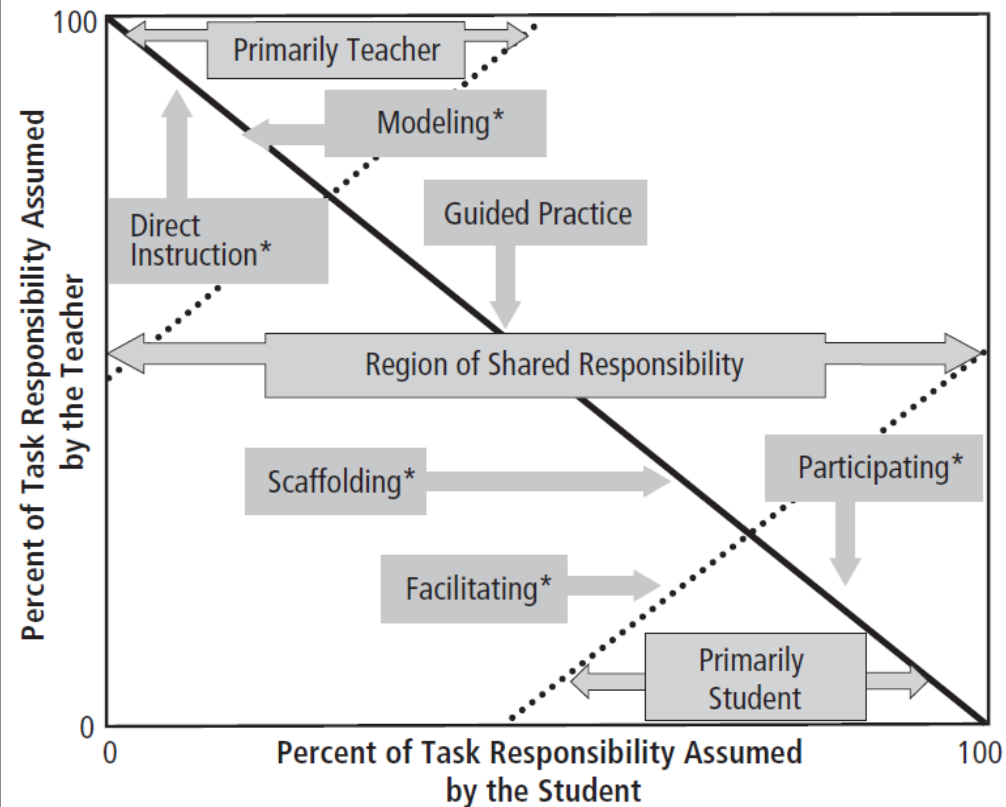 100
Primarily Teacher
Modeling*
Direct
Instruction*
Guided Practice
Region of Shared Responsibility
Scaffolding*
Participating*
Facilitating*
Primarily
Student
Percent of Task Responsibility Assumed
by the Teacher
0
0
100
Percent of Task Responsibility Assumed
by the Student